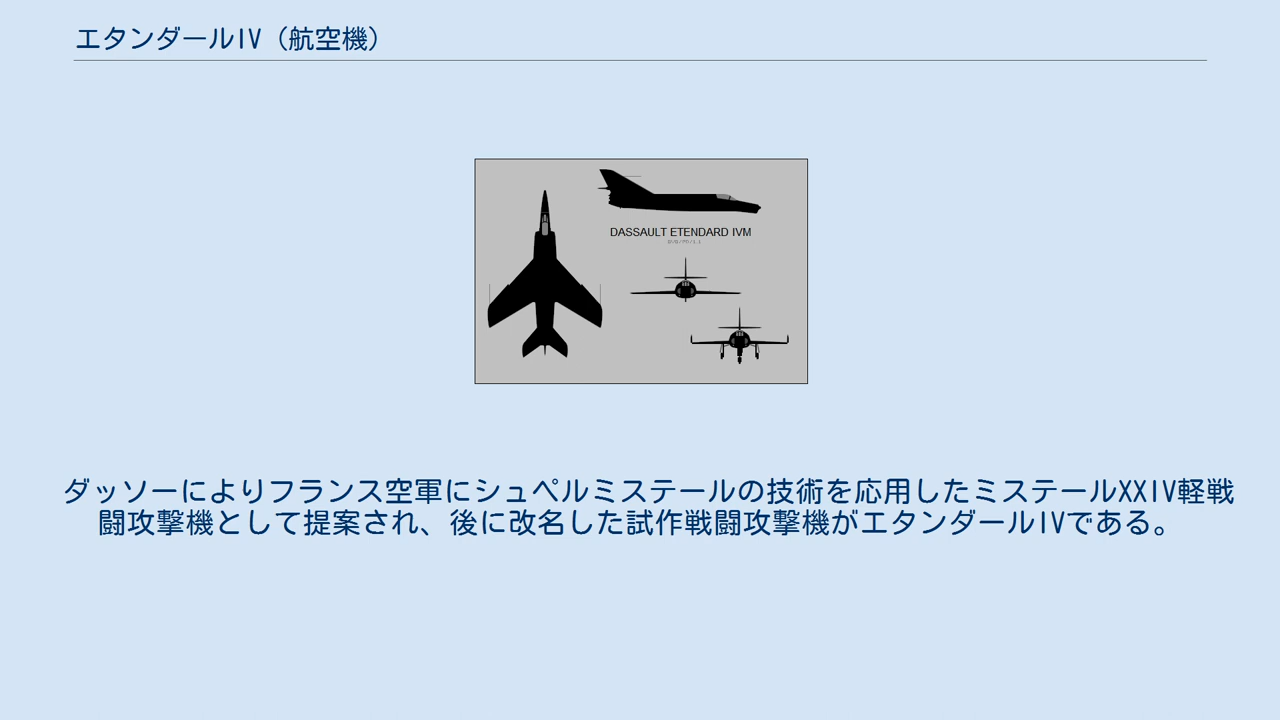 エタンダールIV（航空機）
DASSAULT ETENDARD IVM
ダッソーによりフランス空軍にシュペルミステールの技術を応用したミステールXXIV軽戦
闘攻撃機として提案され、後に改名した試作戦闘攻撃機がエタンダールIVである。